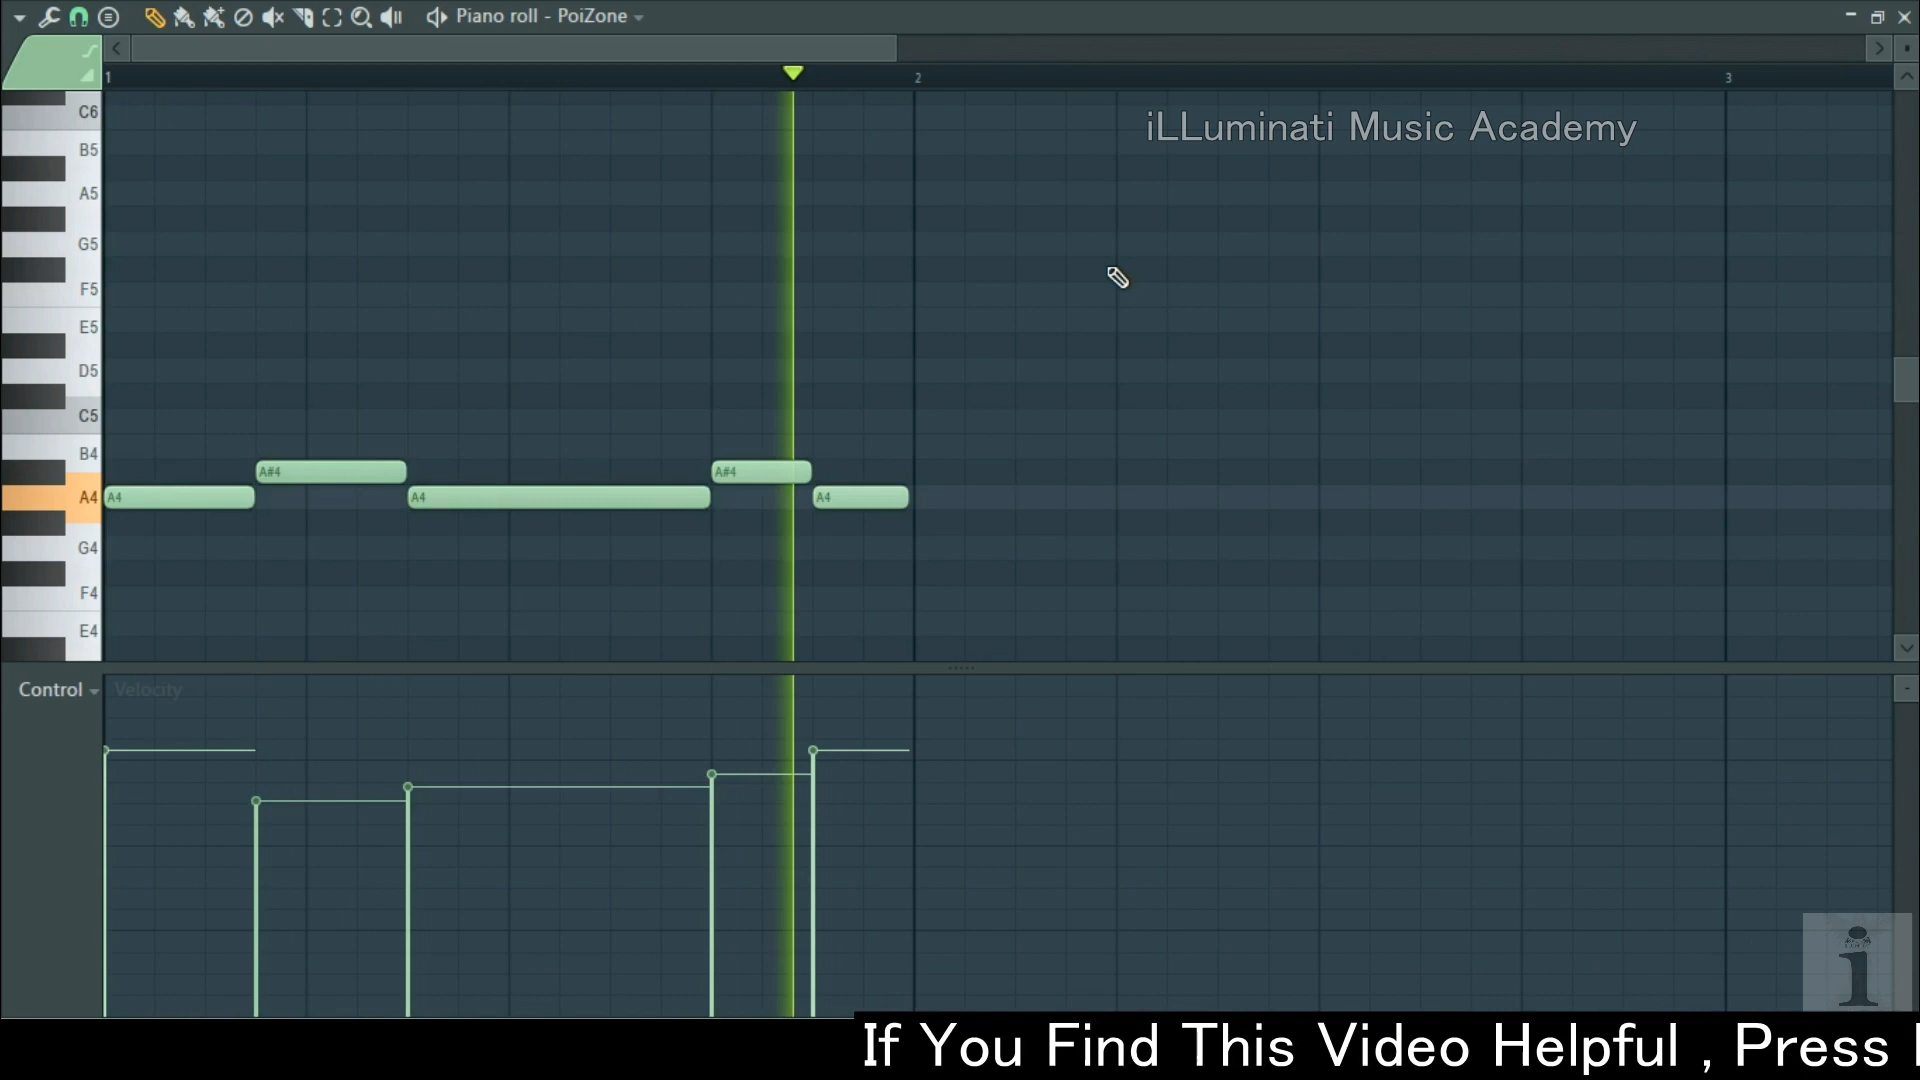 Piano roll - PoiZone
1 2 3
iLLuminati Music Academy
C6
B5
A5
G5
F5
E5
D5
C5
B4
A#4 A#4
A4 A4 A4 A4
G4
F4
E4
Control Velocity
i
If You Find This Video Helpful , Press